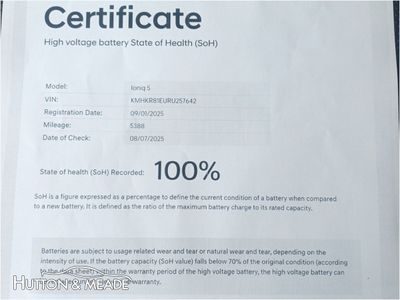 Certificate
High voltage battery State of Health (SoH)
Model: Ioniq 5
VIN: KMHKR81EURU257642
Registration Date: 09/01/2025
Mileage: 5388
Date of Check: 08/07/2025
State of health (SoH) Recorded: 100%
SoH is a figure expressed as a percentage to define the current condition of a battery when compared
to a new battery. It is defined as the ratio of the maximum battery charge to its rated capacity.
Batteries are subject to usage related wear and tear or natural wear and tear, depending on the
intensity of use. If the battery capacity (SoH value) falls below 70% of the original condition (according
to the data sheet) within the warranty period of the high voltage battery, the high voltage battery can
warranty.
HUTTON & MEADE